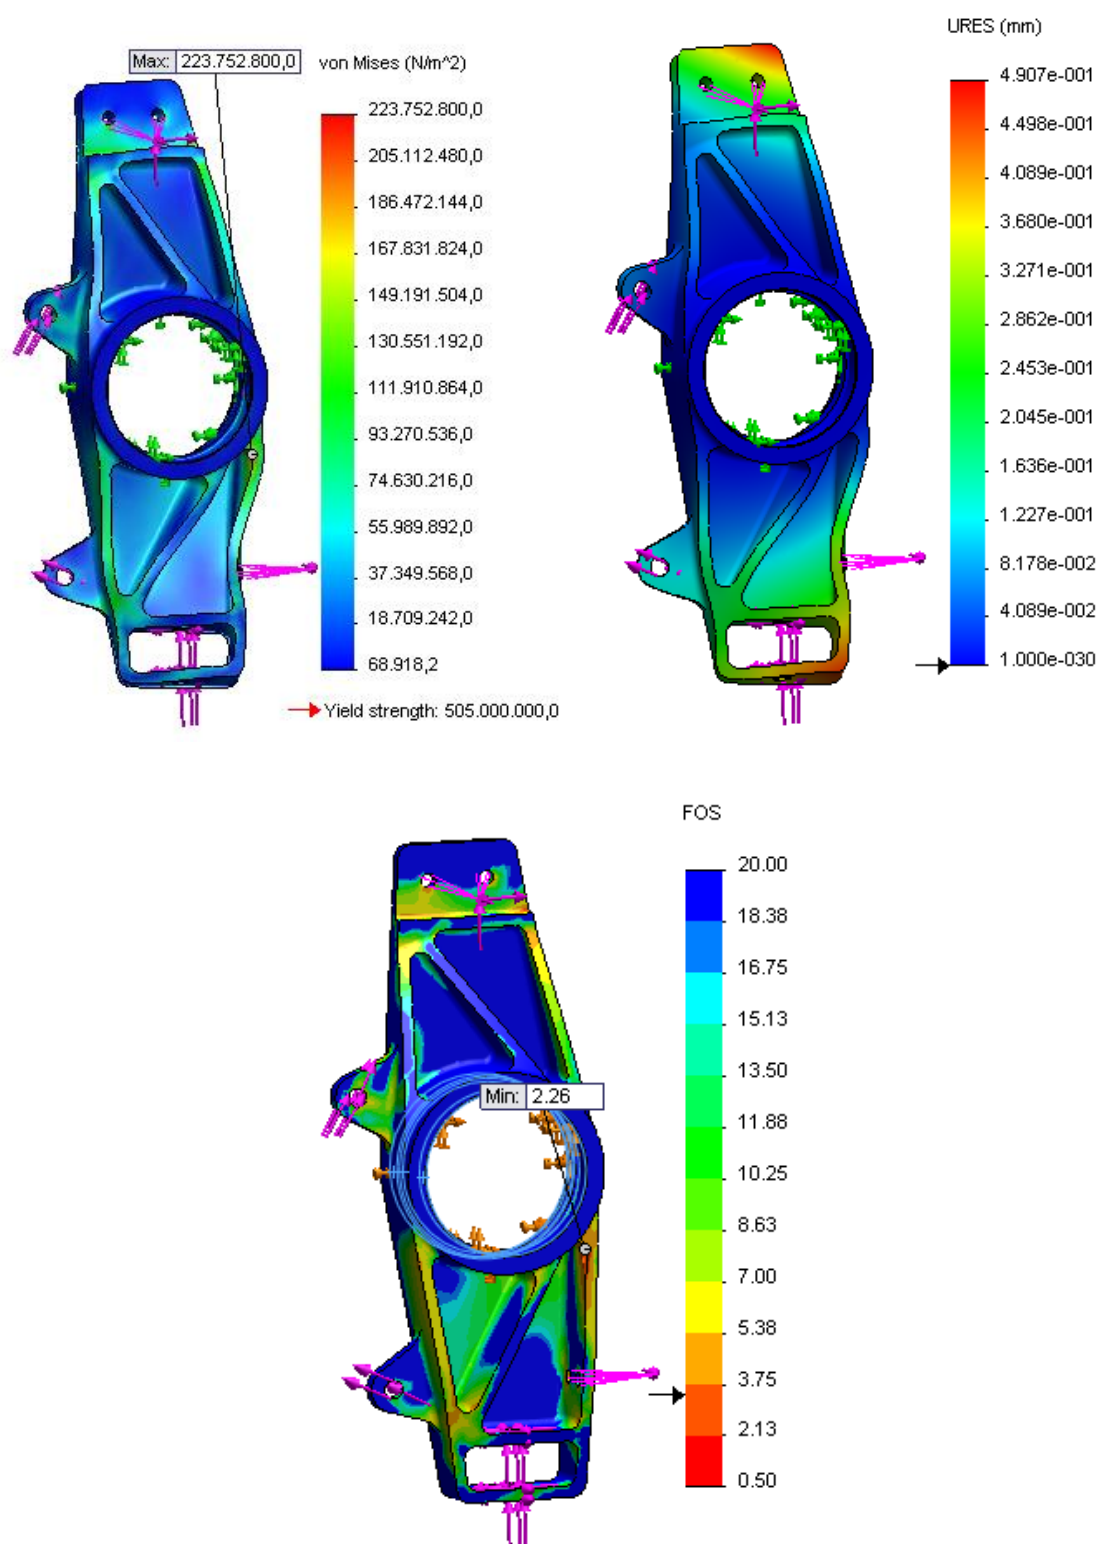 Max: 223.752.800,0
von Mises (N/m^2)
223.752.800,0
205.112.480,0
186.472.144,0
167.831.824,0
149.191.504,0
130.551.192,0
111.910.864,0
93.270.536,0
74.630.216,0
55.989.892,0
37.349.568,0
18.709.242,0
68.918,2
Yield strength: 505.000.000,0
URES (mm)
4.907e-001
4.498e-001
4.089e-001
3.680e-001
3.271e-001
2.862e-001
2.453e-001
2.045e-001
1.636e-001
1.227e-001
8.178e-002
4.089e-002
1.000e-030
FOS
20.00
18.38
16.75
15.13
13.50
11.88
10.25
8.63
7.00
5.38
3.75
2.13
0.50
Min: 2.26